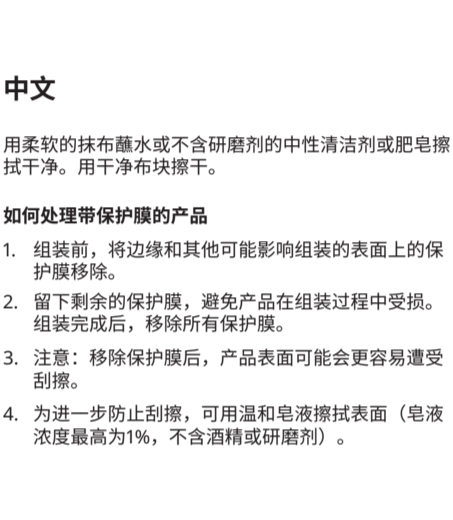 中文
用柔软的抹布蘸水或不含研磨剂的中性清洁剂或肥皂擦
拭干净。用干净布块擦干。
如何处理带保护膜的产品
1. 组装前，将边缘和其他可能影响组装的表面上的保
护膜移除。
2. 留下剩余的保护膜，避免产品在组装过程中受损。
组装完成后，移除所有保护膜。
3. 注意：移除保护膜后，产品表面可能会更容易遭受
刮擦。
4. 为进一步防止刮擦，可用温和皂液擦拭表面（皂液
浓度最高为1%，不含酒精或研磨剂）。